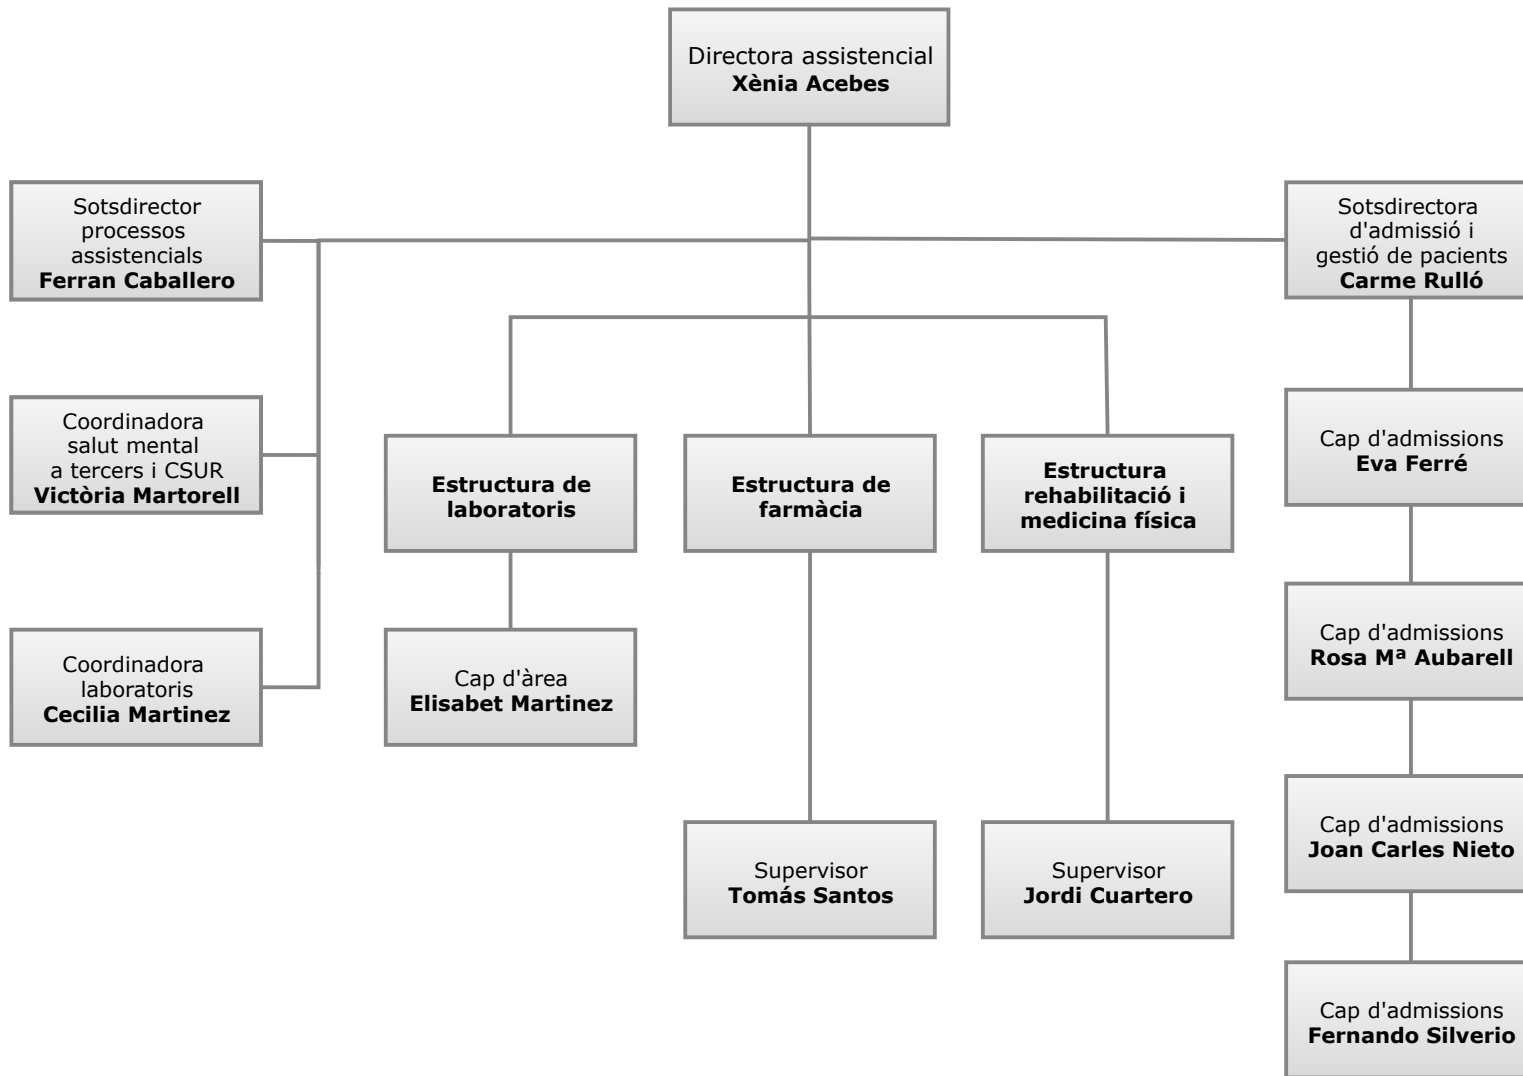 Directora assistencial
Xènia Acebes
Sotsdirector
processos
assistencials
Ferran Caballero
Sotsdirectora
d'admissió i
gestió de pacients
Carme Rulló
Coordinadora
salut mental
a tercers i CSUR
Victòria Martorell
Estructura de
laboratoris
Estructura de
farmàcia
Estructura
rehabilitació i
medicina física
Cap d'admissions
Eva Ferré
Coordinadora
laboratoris
Cecilia Martinez
Cap d'àrea
Elisabet Martinez
Cap d'admissions
Rosa Mª Aubarell
Supervisor
Tomás Santos
Supervisor
Jordi Cuartero
Cap d'admissions
Joan Carles Nieto
Cap d'admissions
Fernando Silverio